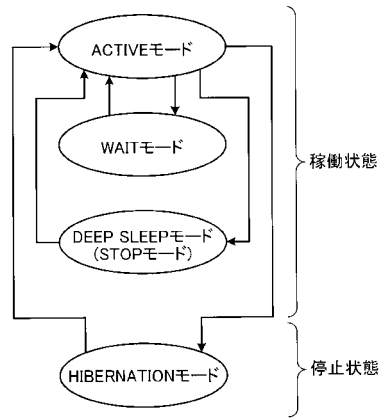 ACTIVEモード
WAITモード
稼働状態
DEEP SLEEPモード
(STOPモード)
HIBERNATIONモード
停止状態